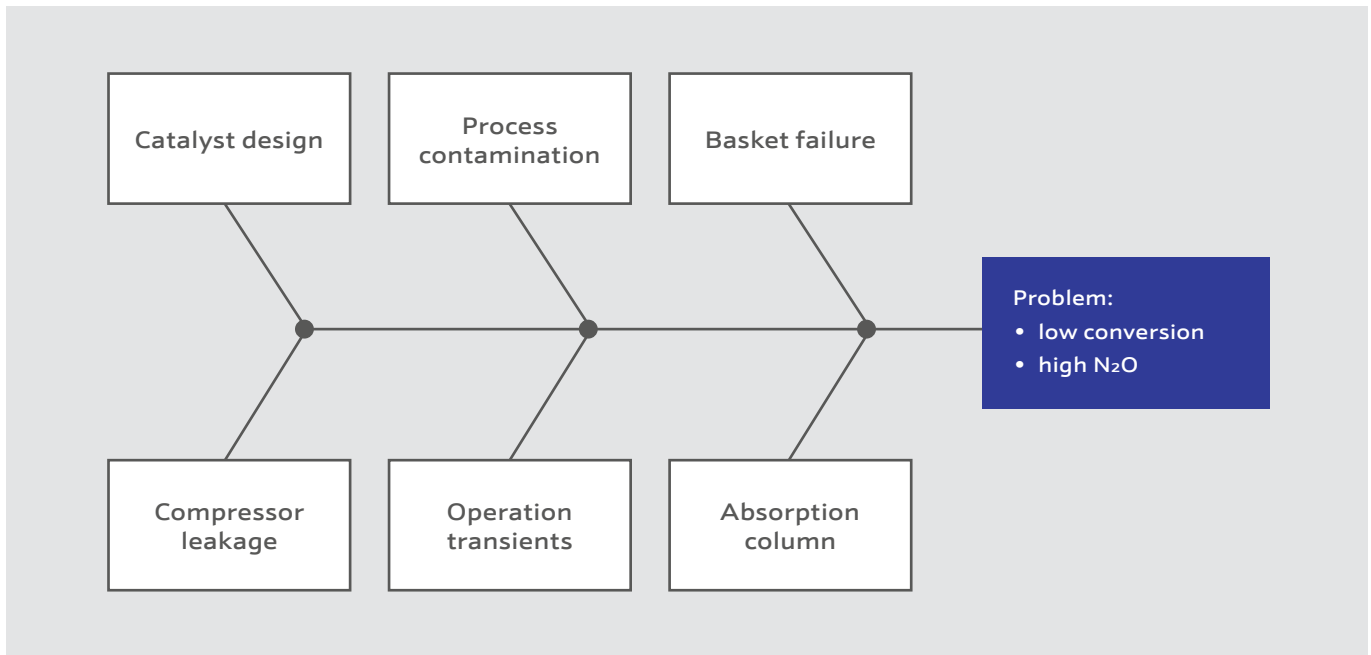 Catalyst design
Process
contamination
Basket failure
Problem:
• low conversion
• high N₂O
Compressor
leakage
Operation
transients
Absorption
column